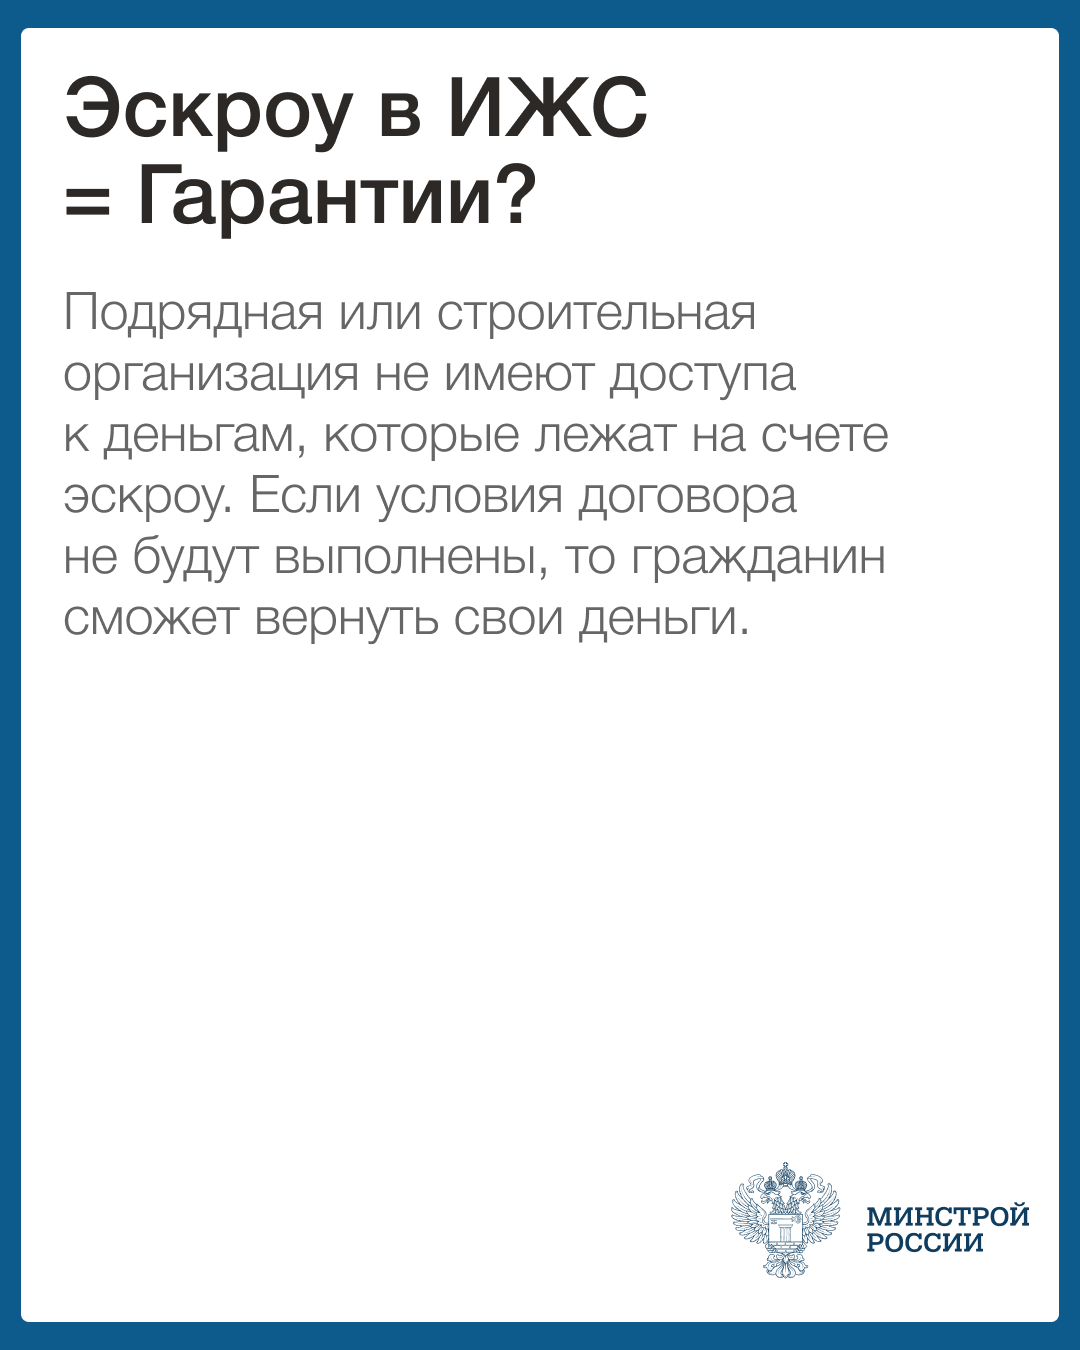 Эскроу в ИЖС
= Гарантии?
Подрядная или строительная
организация не имеют доступа
к деньгам, которые лежат на счете
эскроу. Если условия договора
не будут выполнены, то гражданин
сможет вернуть свои деньги.
МИНСТРОЙ
РОССИИ